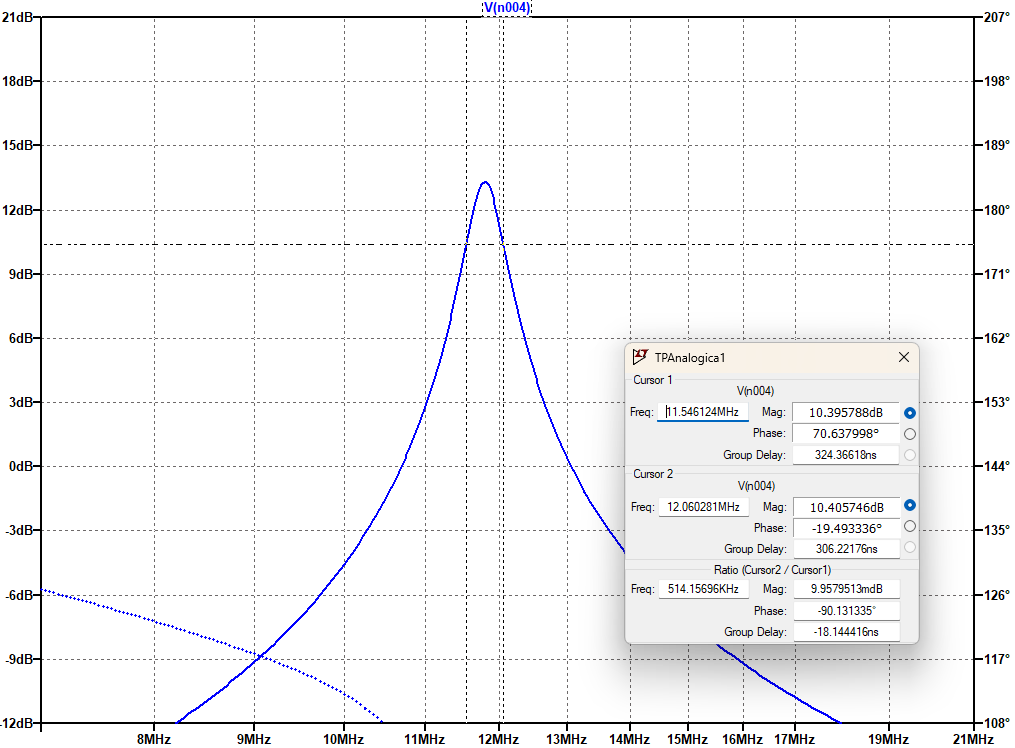 V(n004)
21dB
18dB
15dB
12dB
9dB
6dB
3dB
0dB
-3dB
-6dB
-9dB
-12dB
207°
198°
189°
180°
171°
162°
153°
144°
135°
126°
117°
108°
TPAnalogica1
Cursor 1
V(n004)
Freq: 11.546124MHz Mag: 10.395788dB
Phase: 70.637998°
Group Delay: 324.36618ns
Cursor 2
V(n004)
Freq: 12.060281MHz Mag: 10.405746dB
Phase: -19.493336°
Group Delay: 306.22176ns
Ratio (Cursor2 / Cursor1)
Freq: 514.15696KHz Mag: 9.9579513mdB
Phase: -90.131335°
Group Delay: -18.144416ns
8MHz 9MHz 10MHz 11MHz 12MHz 13MHz 14MHz 15MHz 16MHz 17MHz 19MHz 21MHz